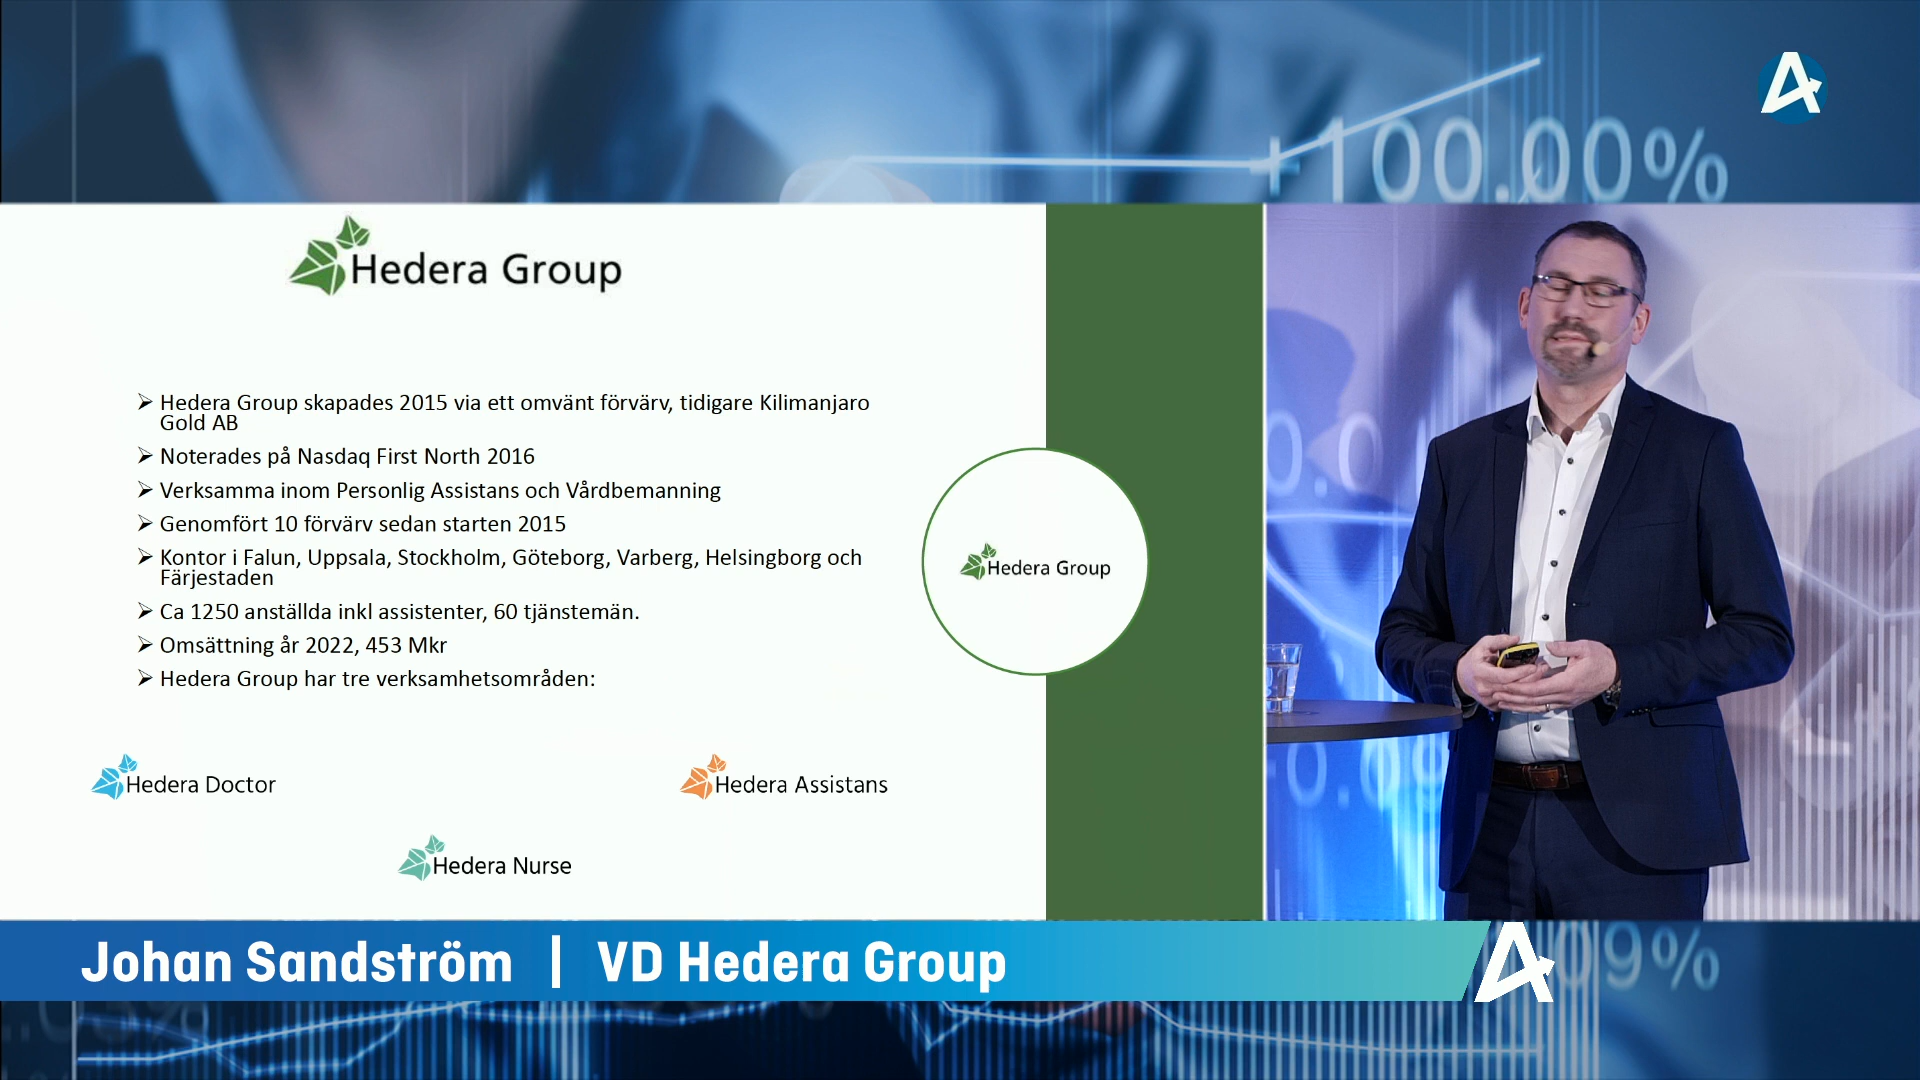 +100.00%
Hedera Group
➢ Hedera Group skapades 2015 via ett omvänt förvärv, tidigare Kilimanjaro
Gold AB
➢ Noterades på Nasdaq First North 2016
➢ Verksamma inom Personlig Assistans och Vårdbemanning
➢ Genomfört 10 förvärv sedan starten 2015
➢ Kontor i Falun, Uppsala, Stockholm, Göteborg, Varberg, Helsingborg och
Färjestaden
➢ Ca 1250 anställda inkl assistenter, 60 tjänstemän.
➢ Omsättning år 2022, 453 Mkr
➢ Hedera Group har tre verksamhetsområden:
Hedera Group
Hedera Doctor
Hedera Assistans
Hedera Nurse
Johan Sandström | VD Hedera Group